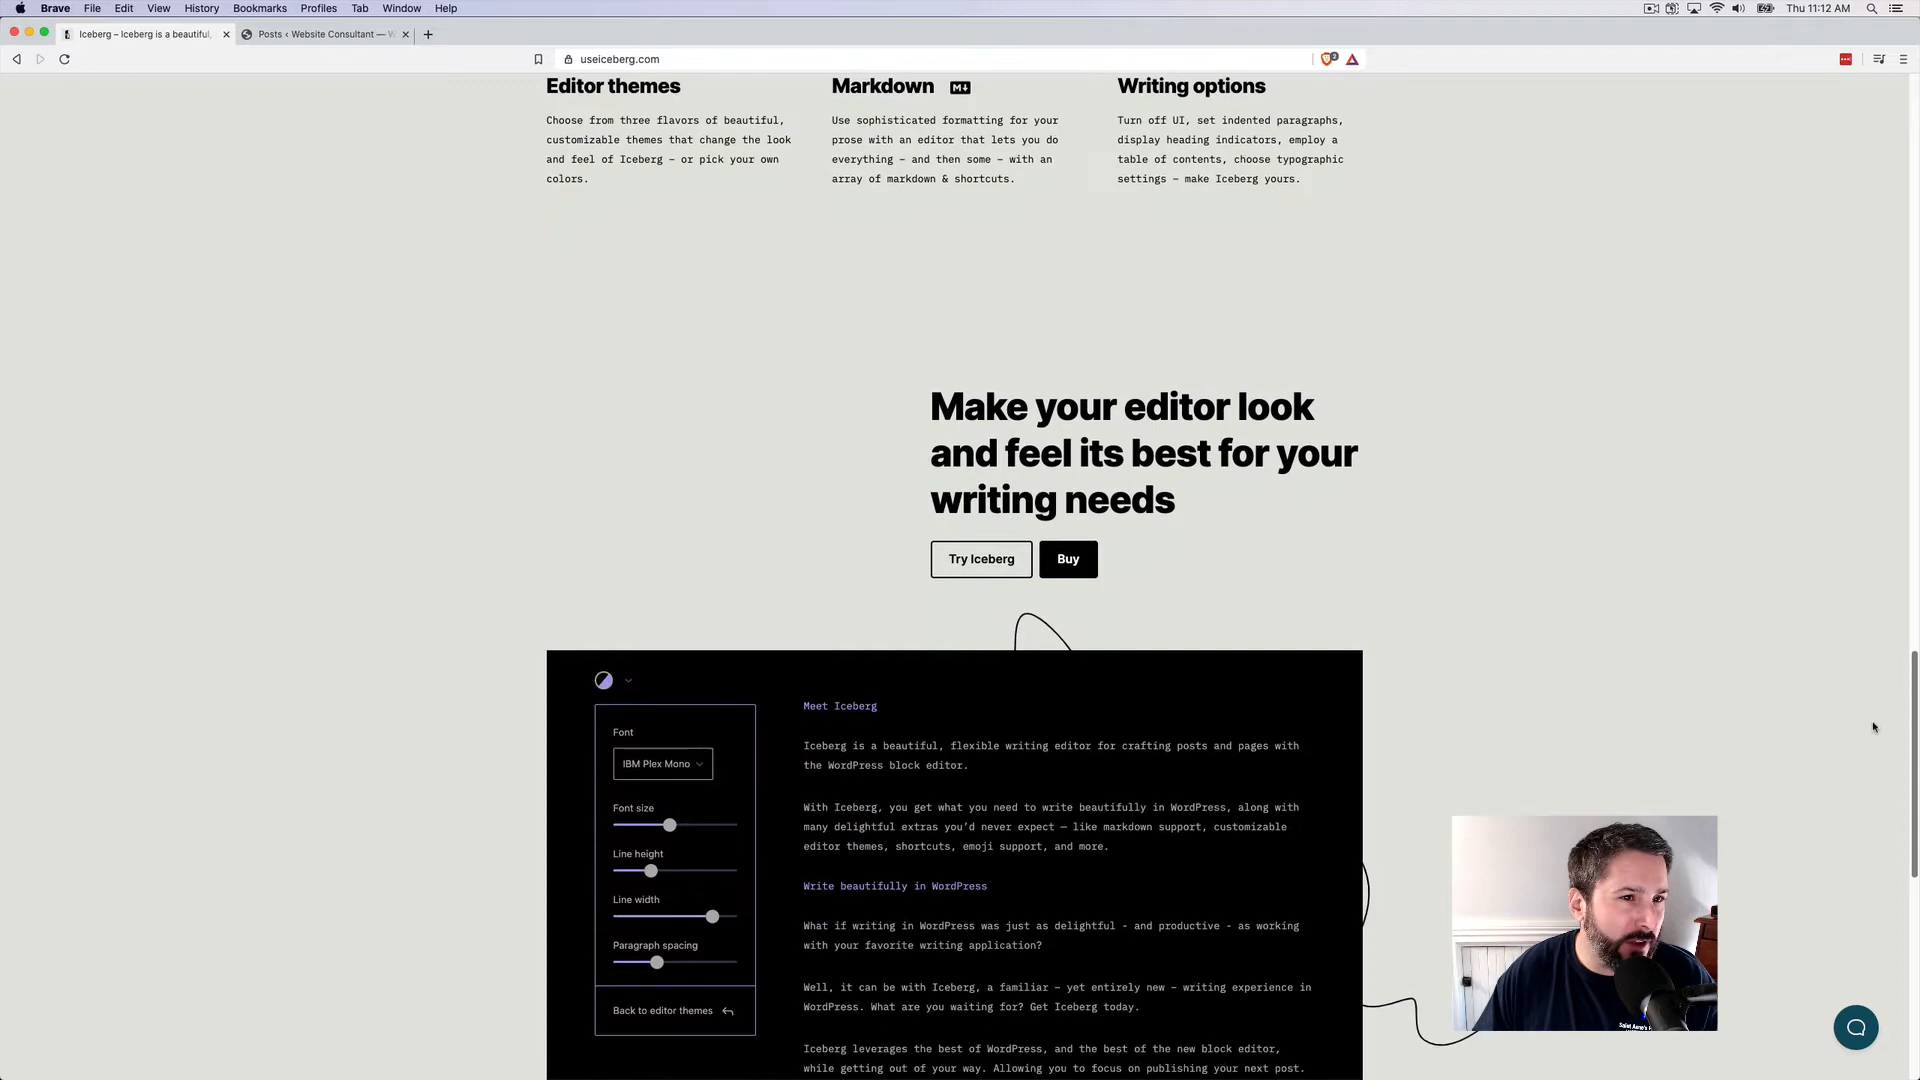 Brave File Edit View History Bookmarks Profiles Tab Window Help
Thu 11:12 AM
Iceberg – Iceberg is a beautiful,
Posts ‹ Website Consultant — W
useiceberg.com
Editor themes
Choose from three flavors of beautiful,
customizable themes that change the look
and feel of Iceberg – or pick your own
colors.
Markdown M↓
Use sophisticated formatting for your
prose with an editor that lets you do
everything – and then some – with an
array of markdown & shortcuts.
Writing options
Turn off UI, set indented paragraphs,
display heading indicators, employ a
table of contents, choose typographic
settings – make Iceberg yours.
Make your editor look
and feel its best for your
writing needs
Try Iceberg Buy
Font
IBM Plex Mono
Font size
Line height
Line width
Paragraph spacing
Back to editor themes
Meet Iceberg
Iceberg is a beautiful, flexible writing editor for crafting posts and pages with
the WordPress block editor.
With Iceberg, you get what you need to write beautifully in WordPress, along with
many delightful extras you'd never expect — like markdown support, customizable
editor themes, shortcuts, emoji support, and more.
Write beautifully in WordPress
What if writing in WordPress was just as delightful - and productive - as working
with your favorite writing application?
Well, it can be with Iceberg, a familiar – yet entirely new – writing experience in
WordPress. What are you waiting for? Get Iceberg today.
Iceberg leverages the best of WordPress, and the best of the new block editor,
while getting out of your way. Allowing you to focus on publishing your next post.